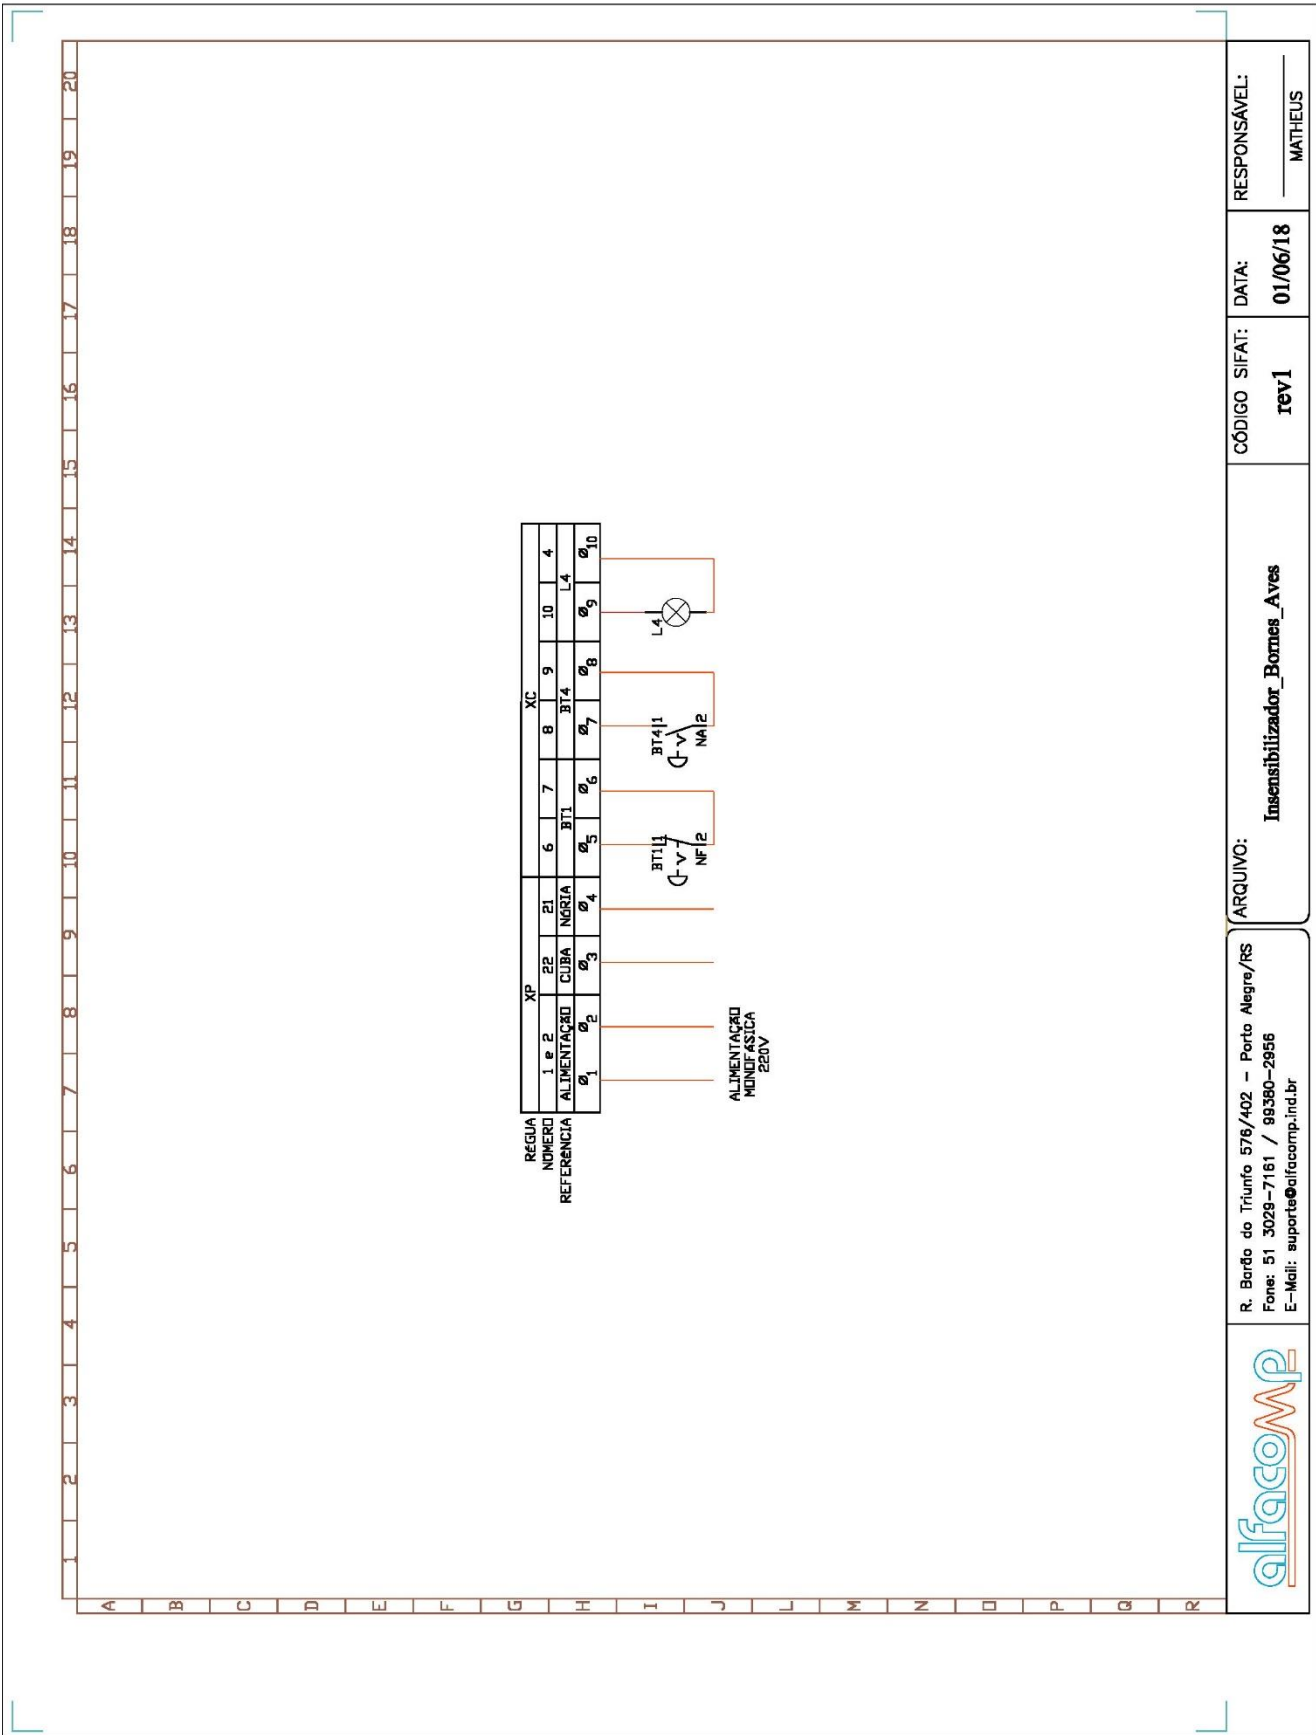 1 2 3 4 5 6 7 8 9 10 11 12 13 14 15 16 17 18 19 20
A
B
C
D
E
F
G
H
I
J
L
M
N
O
P
Q
R
RÉGUA XP XC
NÚMERO 1 e 2 22 21 6 7 8 9 10 4
REFERÊNCIA ALIMENTAÇÃO CUBA NÓRIA BT1 BT4 L4
Ø1 Ø2 Ø3 Ø4 Ø5 Ø6 Ø7 Ø8 Ø9 Ø10
BT1 1
NF 2
BT4 1
NA 2
L4
ALIMENTAÇÃO
MONOFÁSICA
220V
alfacomp
R. Barão do Triunfo 576/402 - Porto Alegre/RS
Fone: 51 3029-7161 / 99380-2956
E-Mail: suporte@alfacomp.ind.br
ARQUIVO:
Insensibilizador_Bornes_Aves
CÓDIGO SIFAT:
rev1
DATA:
01/06/18
RESPONSÁVEL:
MATHEUS